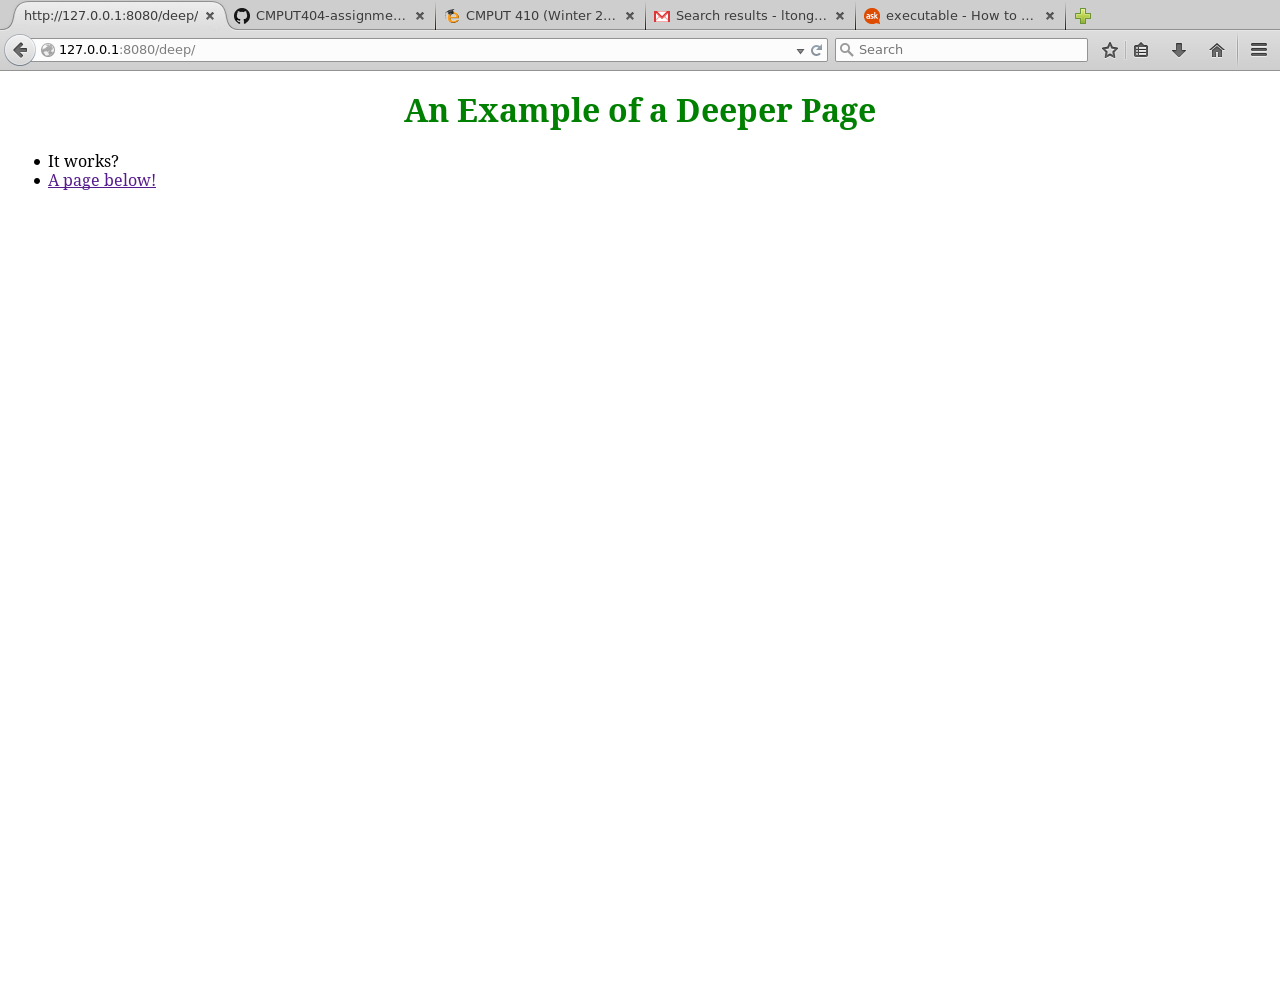 http://127.0.0.1:8080/deep/
CMPUT404-assignme...
CMPUT 410 (Winter 2...
Search results - ltong...
ask
executable - How to ...
127.0.0.1:8080/deep/
Search
An Example of a Deeper Page
It works?
A page below!